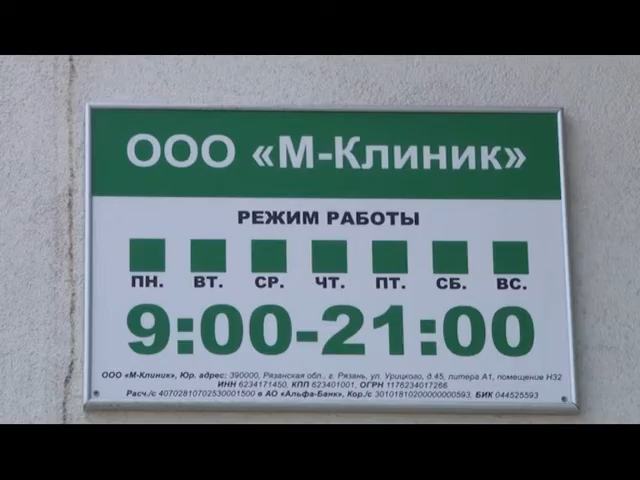 ООО «М-Клиник»
РЕЖИМ РАБОТЫ
ПН. ВТ. СР. ЧТ. ПТ. СБ. ВС.
9:00-21:00
ООО «М-Клиник», Юр. адрес: 390000, Рязанская обл., г. Рязань, ул. Урицкого, д.45, литера А1, помещение Н32
ИНН 6234171450, КПП 623401001, ОГРН 1176234017266
Расч./с 40702810702530001500 в АО «Альфа-Банк», Кор./с 30101810200000000593, БИК 044525593